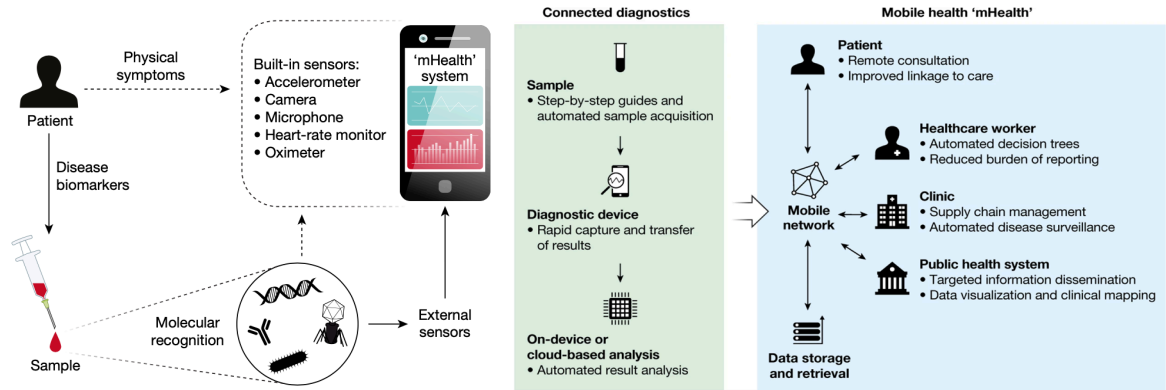 Patient
Physical
symptoms
Disease
biomarkers
Sample
Built-in sensors:
• Accelerometer
• Camera
• Microphone
• Heart-rate monitor
• Oximeter
‘mHealth’
system
Molecular
recognition
External
sensors
Connected diagnostics
Sample
• Step-by-step guides and
automated sample acquisition
Diagnostic device
• Rapid capture and transfer
of results
On-device or
cloud-based analysis
• Automated result analysis
Mobile health ‘mHealth’
Patient
• Remote consultation
• Improved linkage to care
Healthcare worker
• Automated decision trees
• Reduced burden of reporting
Mobile
network
Clinic
• Supply chain management
• Automated disease surveillance
Public health system
• Targeted information dissemination
• Data visualization and clinical mapping
Data storage
and retrieval